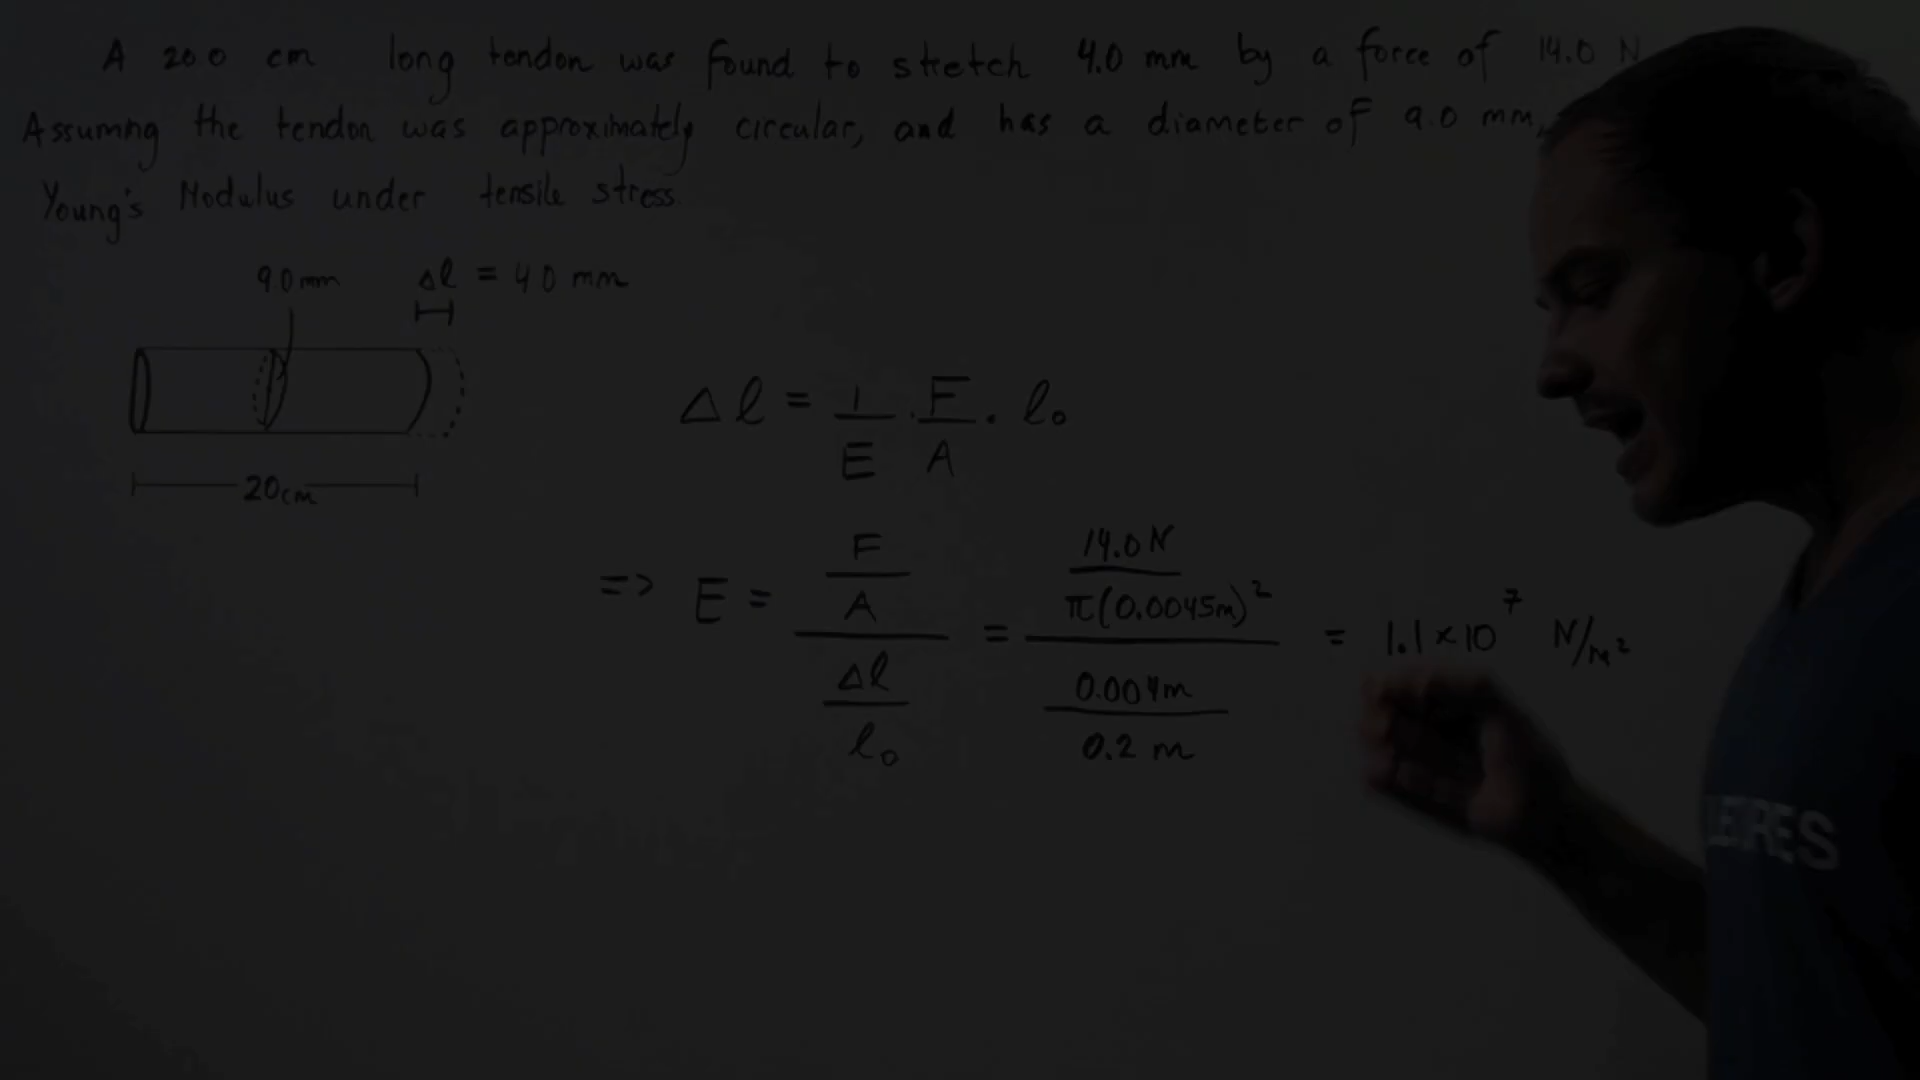 A 20.0 cm long tendon was found to stretch 4.0 mm by a force of 14.0 N
Assuming the tendon was approximately circular, and has a diameter of 9.0 mm,
Young's Modulus under tensile stress.
9.0 mm
Δl = 4.0 mm
20cm
Δl = 1/E · F/A · l₀
=> E = (F/A)/(Δl/l₀) = (14.0 N/π(0.0045m)²)/(0.004m/0.2 m) = 1.1 × 10⁷ N/m²